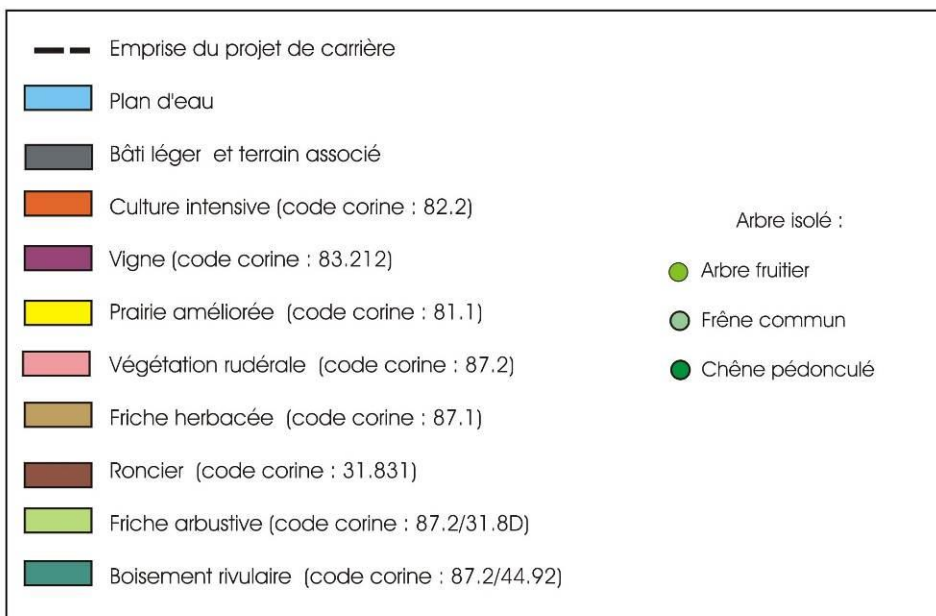 Emprise du projet de carrière
Plan d'eau
Bâti léger et terrain associé
Culture intensive (code corine : 82.2)
Vigne (code corine : 83.212)
Prairie améliorée (code corine : 81.1)
Végétation rudérale (code corine : 87.2)
Friche herbacée (code corine : 87.1)
Roncier (code corine : 31.831)
Friche arbustive (code corine : 87.2/31.8D)
Boisement rivulaire (code corine : 87.2/44.92)
Arbre isolé :
Arbre fruitier
Frêne commun
Chêne pédonculé